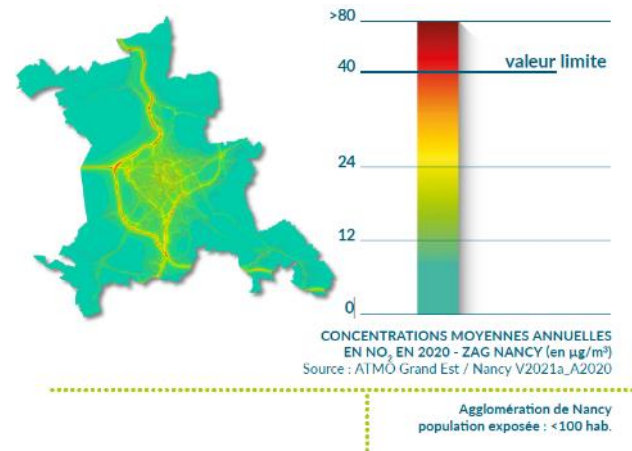 >80
valeur limite
40
24
12
0
CONCENTRATIONS MOYENNES ANNUELLES
EN NO₂ EN 2020 - ZAG NANCY (en µg/m³)
Source : ATMO Grand Est / Nancy V2021a_A2020
Agglomération de Nancy
population exposée : <100 hab.